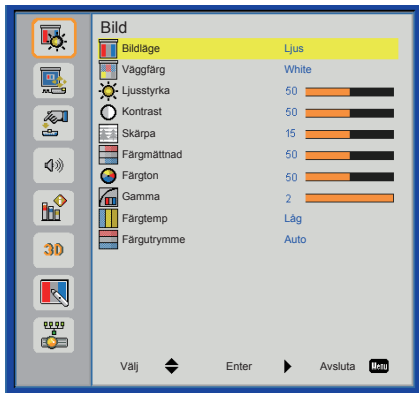 Bild
Bildläge Ljus
Väggfärg White
Ljusstyrka 50
Kontrast 50
Skärpa 15
Färgmättnad 50
Färgton 50
Gamma 2
Färgtemp Låg
Färgutrymme Auto
3D
Välj Enter Avsluta Menu